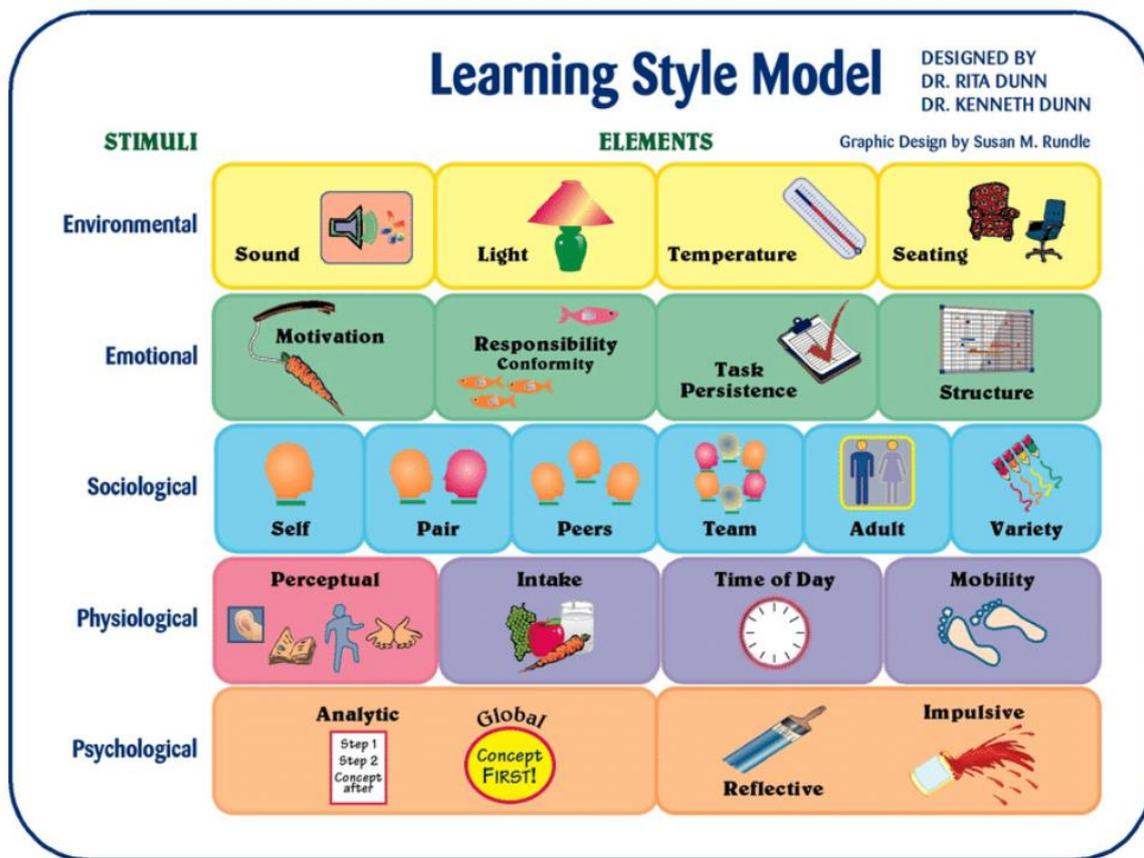 Learning Style Model
DESIGNED BY
DR. RITA DUNN
DR. KENNETH DUNN
STIMULI
ELEMENTS
Graphic Design by Susan M. Rundle
Environmental
Sound
Light
Temperature
Seating
Emotional
Motivation
Responsibility
Conformity
Task
Persistence
Structure
Sociological
Self
Pair
Peers
Team
Adult
Variety
Physiological
Perceptual
Intake
Time of Day
Mobility
Psychological
Analytic
Step 1
Step 2
Concept
after
Global
Concept
FIRST!
Reflective
Impulsive